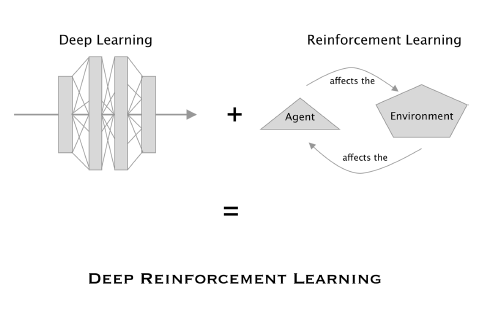 Deep Learning
Reinforcement Learning
affects the
+
Agent
Environment
affects the
=
DEEP REINFORCEMENT LEARNING